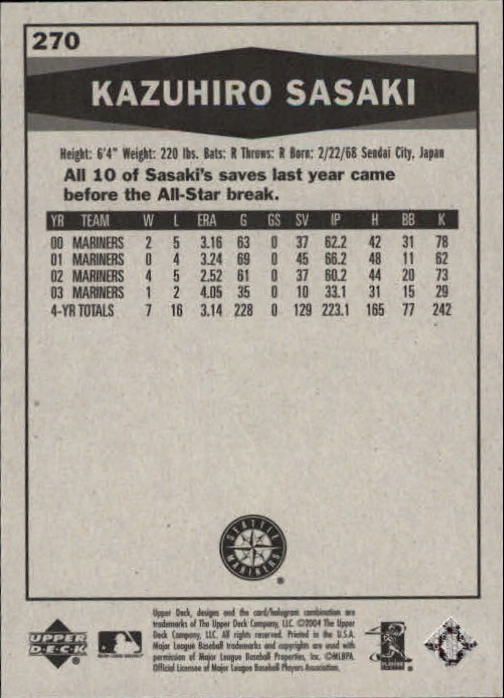 270
KAZUHIRO SASAKI
Height: 6'4" Weight: 220 lbs. Bats: R Throws: R Born: 2/22/68 Sendai City, Japan
All 10 of Sasaki's saves last year came
before the All-Star break.
YR TEAM W L ERA G GS SV IP H BB K
00 MARINERS 2 5 3.16 63 0 37 62.2 42 31 78
01 MARINERS 0 4 3.24 69 0 45 66.2 48 11 62
02 MARINERS 4 5 2.52 61 0 37 60.2 44 20 73
03 MARINERS 1 2 4.05 35 0 10 33.1 31 15 29
4-YR TOTALS 7 16 3.14 228 0 129 223.1 165 77 242
SEATTLE
MARINERS
®
UPPER
DECK
Upper Deck, designs and the card/hologram combination are
trademarks of The Upper Deck Company, LLC. ©2004 The Upper
Deck Company, LLC. All rights reserved. Printed in the U.S.A.
Major League Baseball trademarks and copyrights are used with
permission of Major League Baseball Properties, Inc. ©MLBPA.
Official Licensee of Major League Baseball Players Association.